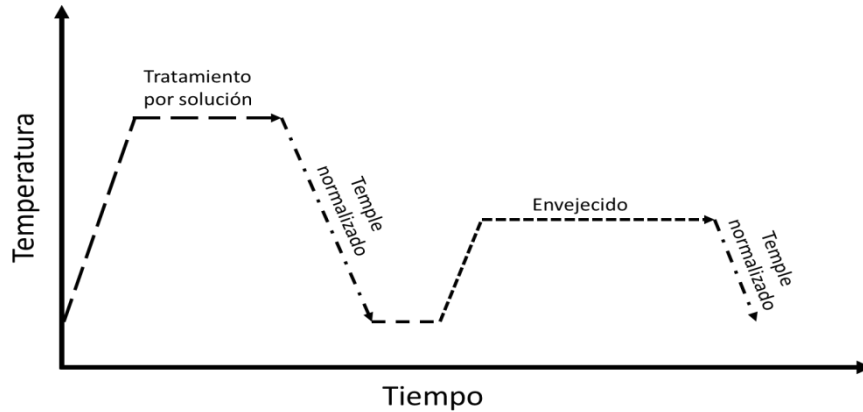 Tratamiento
por solución
Temple
normalizado
Envejecido
Temple
normalizado
Temperatura
Tiempo